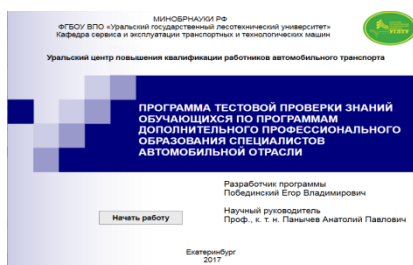 МИНОБРНАУКИ РФ
ФГБОУ ВПО «Уральский государственный лесотехнический университет»
Кафедра сервиса и эксплуатации транспортных и технологических машин
Уральский центр повышения квалификации работников автомобильного транспорта
ПРОГРАММА ТЕСТОВОЙ ПРОВЕРКИ ЗНАНИЙ
ОБУЧАЮЩИХСЯ ПО ПРОГРАММАМ
ДОПОЛНИТЕЛЬНОГО ПРОФЕССИОНАЛЬНОГО
ОБРАЗОВАНИЯ СПЕЦИАЛИСТОВ
АВТОМОБИЛЬНОЙ ОТРАСЛИ
Разработчик программы
Побединский Егор Владимирович
Начать работу
Научный руководитель
Проф., к. т. н. Панычев Анатолий Павлович
Екатеринбург
2017